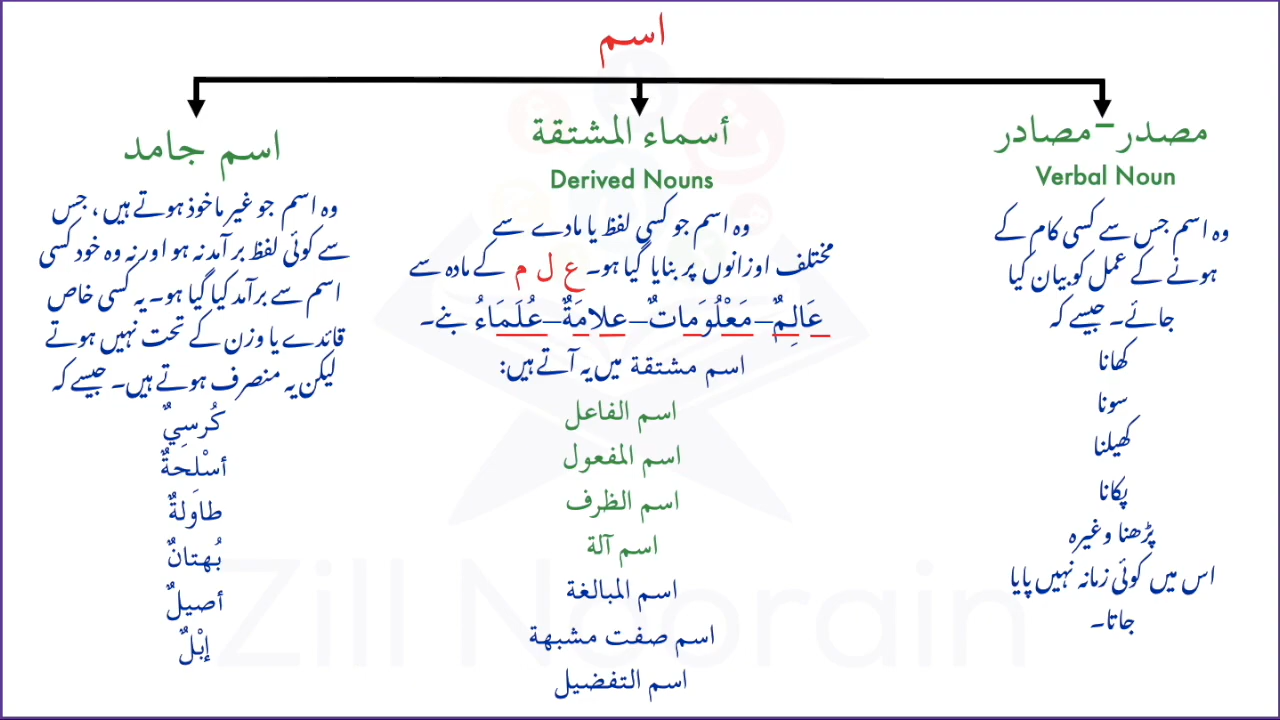 اسم
مصدر-مصادر
Verbal Noun
وہ اسم جس سے کسی کام کے
ہونے کے عمل کو بیان کیا
جائے۔ جیسے کہ
کھانا
سونا
کھیلنا
پکانا
پڑھنا وغیرہ
اس میں کوئی زمانہ نہیں پایا
جاتا۔
أسماء المشتقة
Derived Nouns
وہ اسم جو کسی لفظ یا مادے سے
مختلف اوزانوں پر بنایا گیا ہو۔ ع ل م کے مادہ سے
عَالِمٌ–مَعْلُوَماتٌ–عَلامَةٌ–عُلَمَاءُ بنے۔
اسم مشتقة میں یہ آتے ہیں:
اسم الفاعل
اسم المفعول
اسم الظرف
اسم آلة
اسم المبالغة
اسم صفت مشبهة
اسم التفضيل
اسم جامد
وہ اسم جو غیر ماخوذ ہوتے ہیں، جس
سے کوئی لفظ برآمد نہ ہو اور نہ وہ خود کسی
اسم سے برآمد کیا گیا ہو۔ یہ کسی خاص
قائدے یا وزن کے تحت نہیں ہوتے
لیکن یہ منصرف ہوتے ہیں۔ جیسے کہ
كُرسِيٌ
أسْلحةٌ
طاوَلةٌ
بُهتانٌ
أصيلٌ
إبْلٌ
Zill Noorain